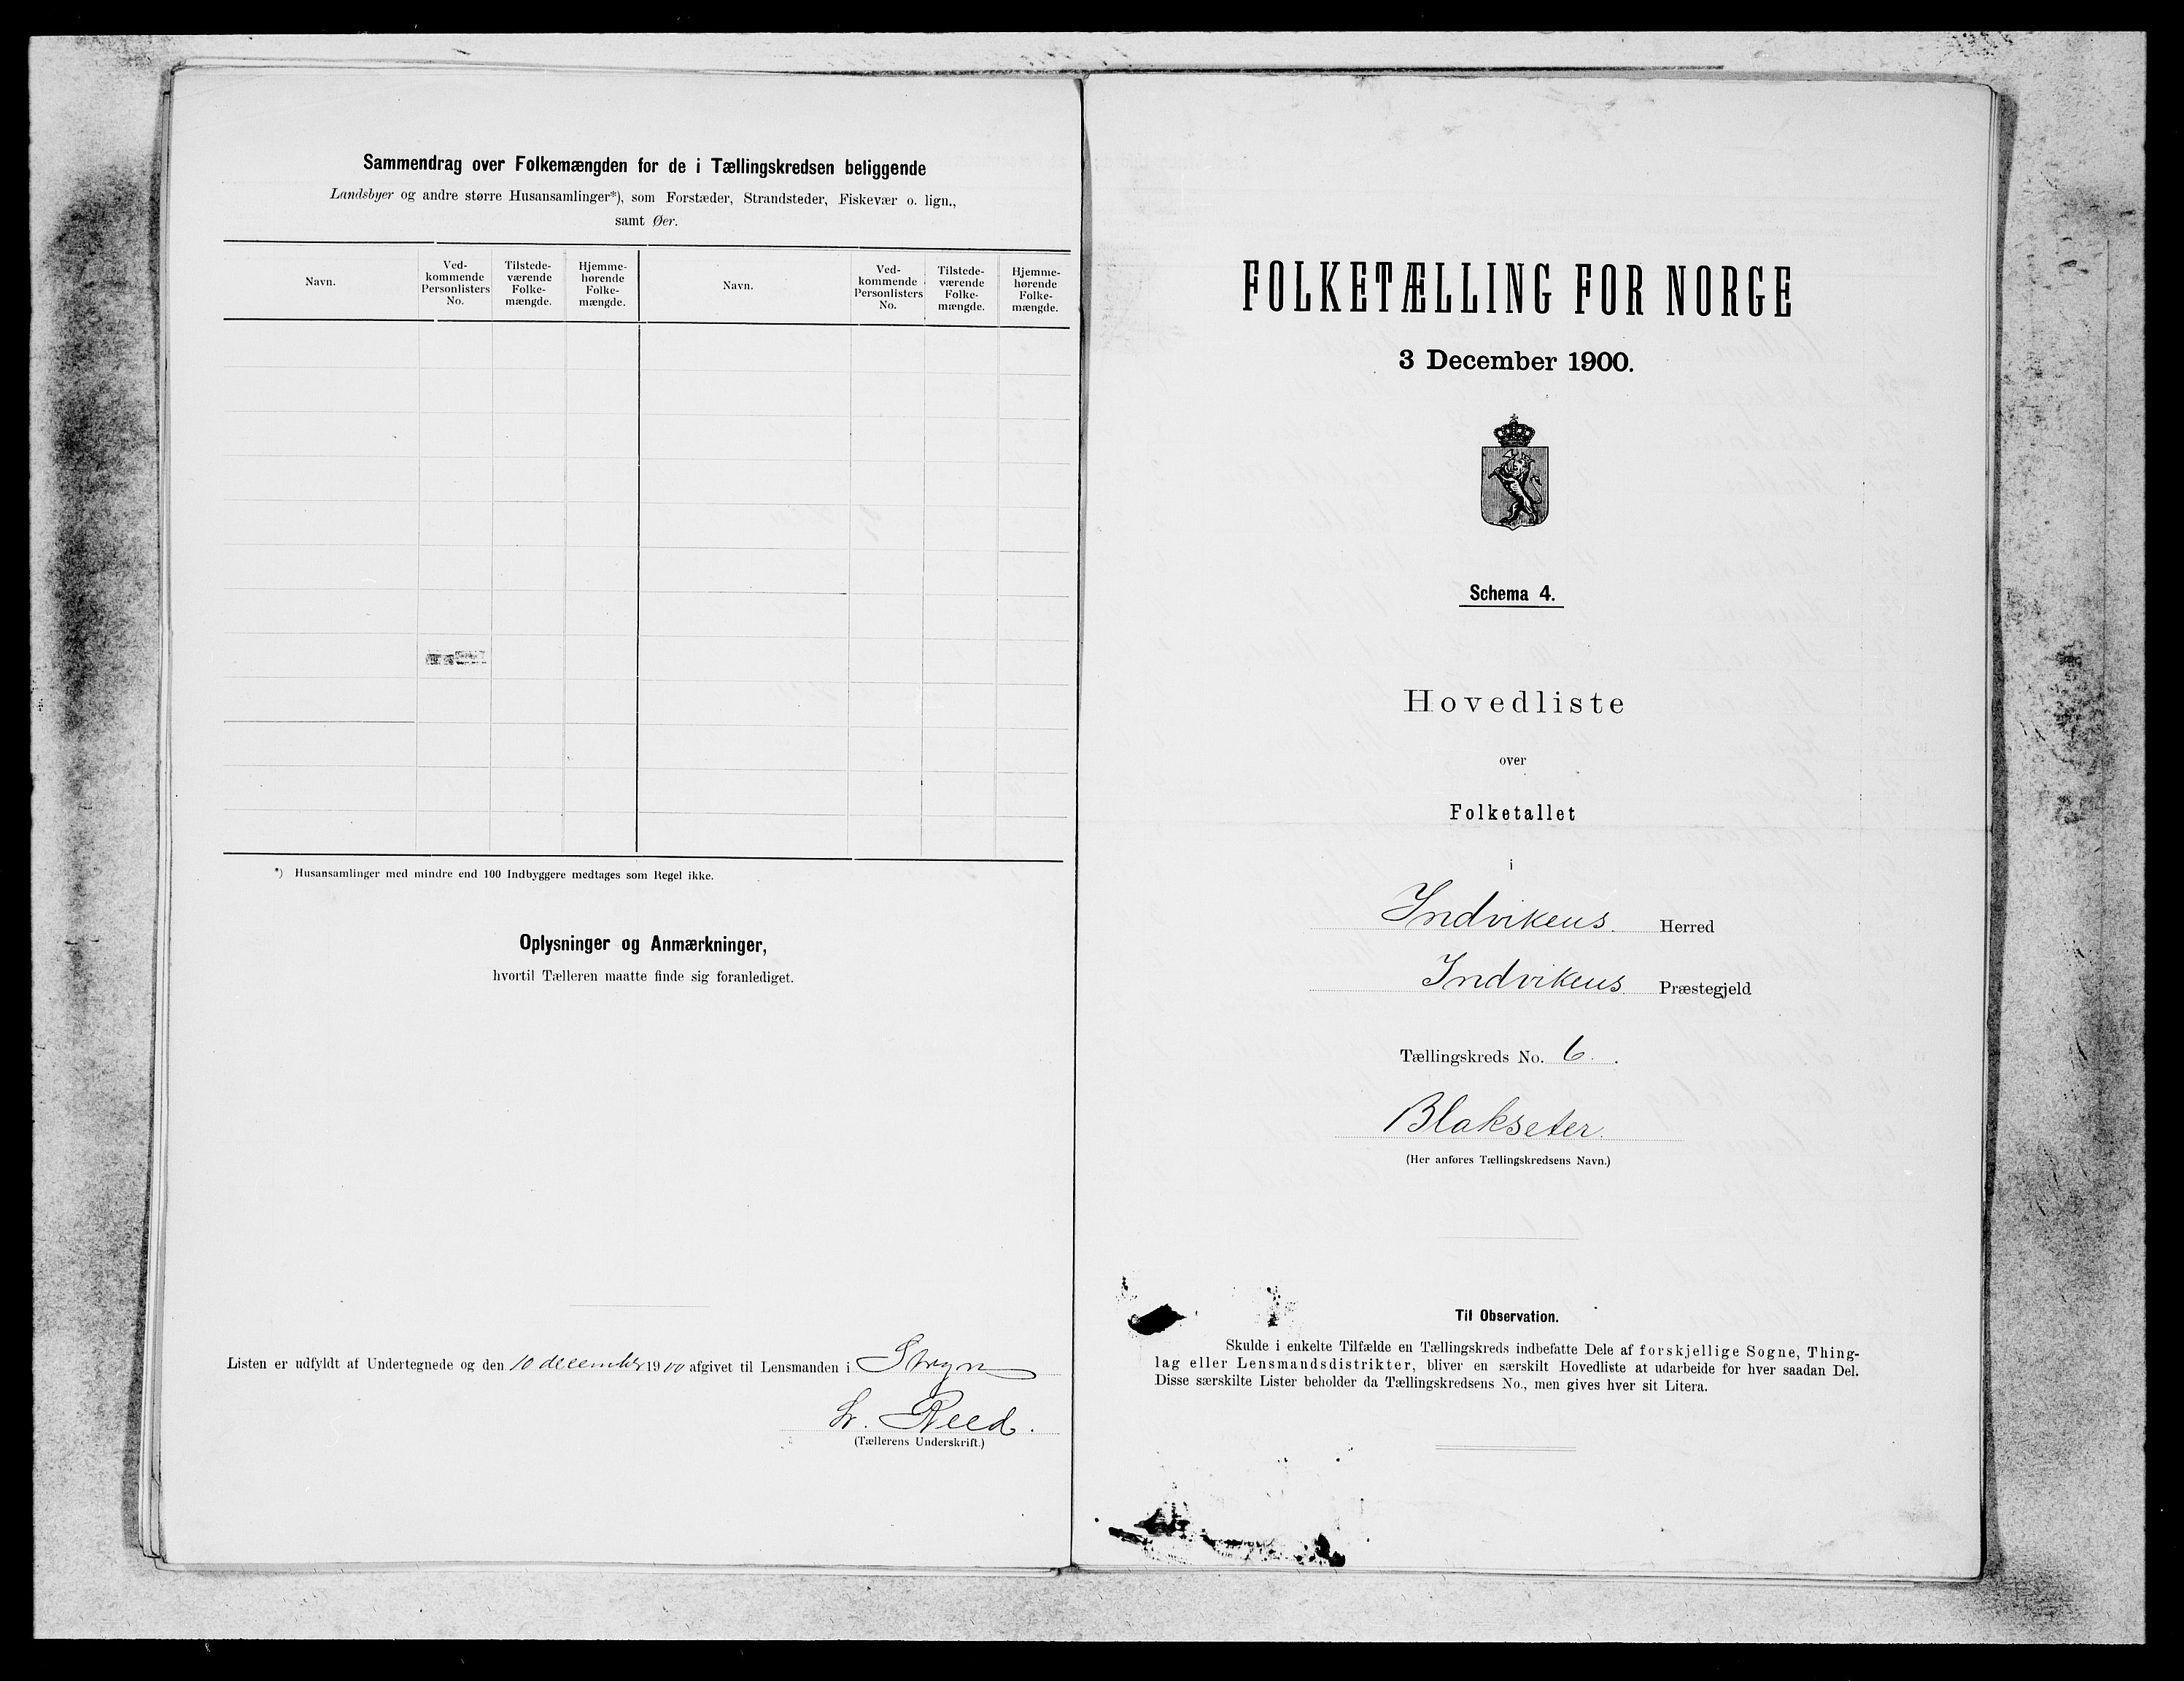 Sammendrag over Folkemængden for de i Tællingskredsen beliggende
Landsbyer og andre større Husansamlinger*), som Forstæder, Strandsteder, Fiskevær o. lign.,
samt Øer.
Navn.
Ved-
kommende
Personlisters
No.
Tilstede-
værende
Folke-
mængde.
Hjemme-
hørende
Folke-
mængde.
Navn.
Ved-
kommende
Personlisters
No.
Tilstede-
værende
Folke-
mængde.
Hjemme-
hørende
Folke-
mængde.
*) Husansamlinger med mindre end 100 Indbyggere medtages som Regel ikke.
Oplysninger og Anmærkninger,
hvortil Tælleren maatte finde sig foranlediget.
Listen er udfyldt af Undertegnede og den 10 december 1900 afgivet til Lensmanden i Stryn
Reed.
(Tællerens Underskrift.)
FOLKETÆLLING FOR NORGE
3 December 1900.
Schema 4.
Hovedliste
over
Folketallet
i
Indvikens Herred
Indvikens Præstegjeld
Tællingskreds No. 6.
Blakseter.
(Her anføres Tællingskredsens Navn.)
Til Observation.
Skulde i enkelte Tilfælde en Tællingskreds indbefatte Dele af forskjellige Sogne, Thing-
lag eller Lensmandsdistrikter, bliver en særskilt Hovedliste at udarbeide for hver saadan Del.
Disse særskilte Lister beholder da Tællingskredsens No., men gives hver sit Litera.